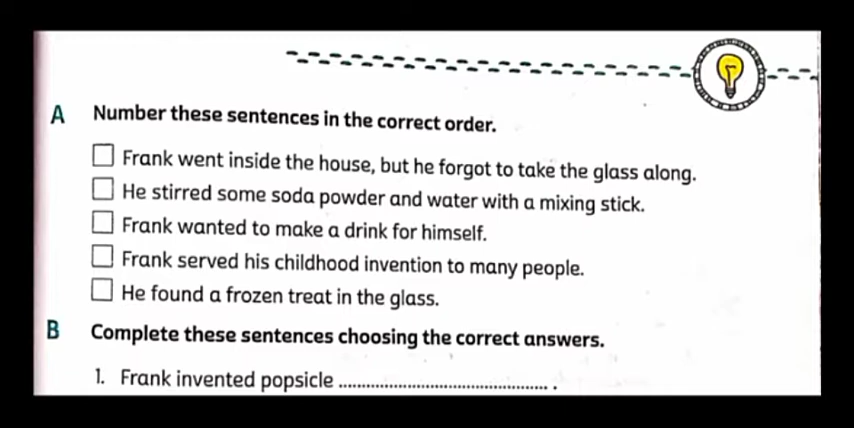 A Number these sentences in the correct order.
Frank went inside the house, but he forgot to take the glass along.
He stirred some soda powder and water with a mixing stick.
Frank wanted to make a drink for himself.
Frank served his childhood invention to many people.
He found a frozen treat in the glass.
B Complete these sentences choosing the correct answers.
1. Frank invented popsicle .................................................. .